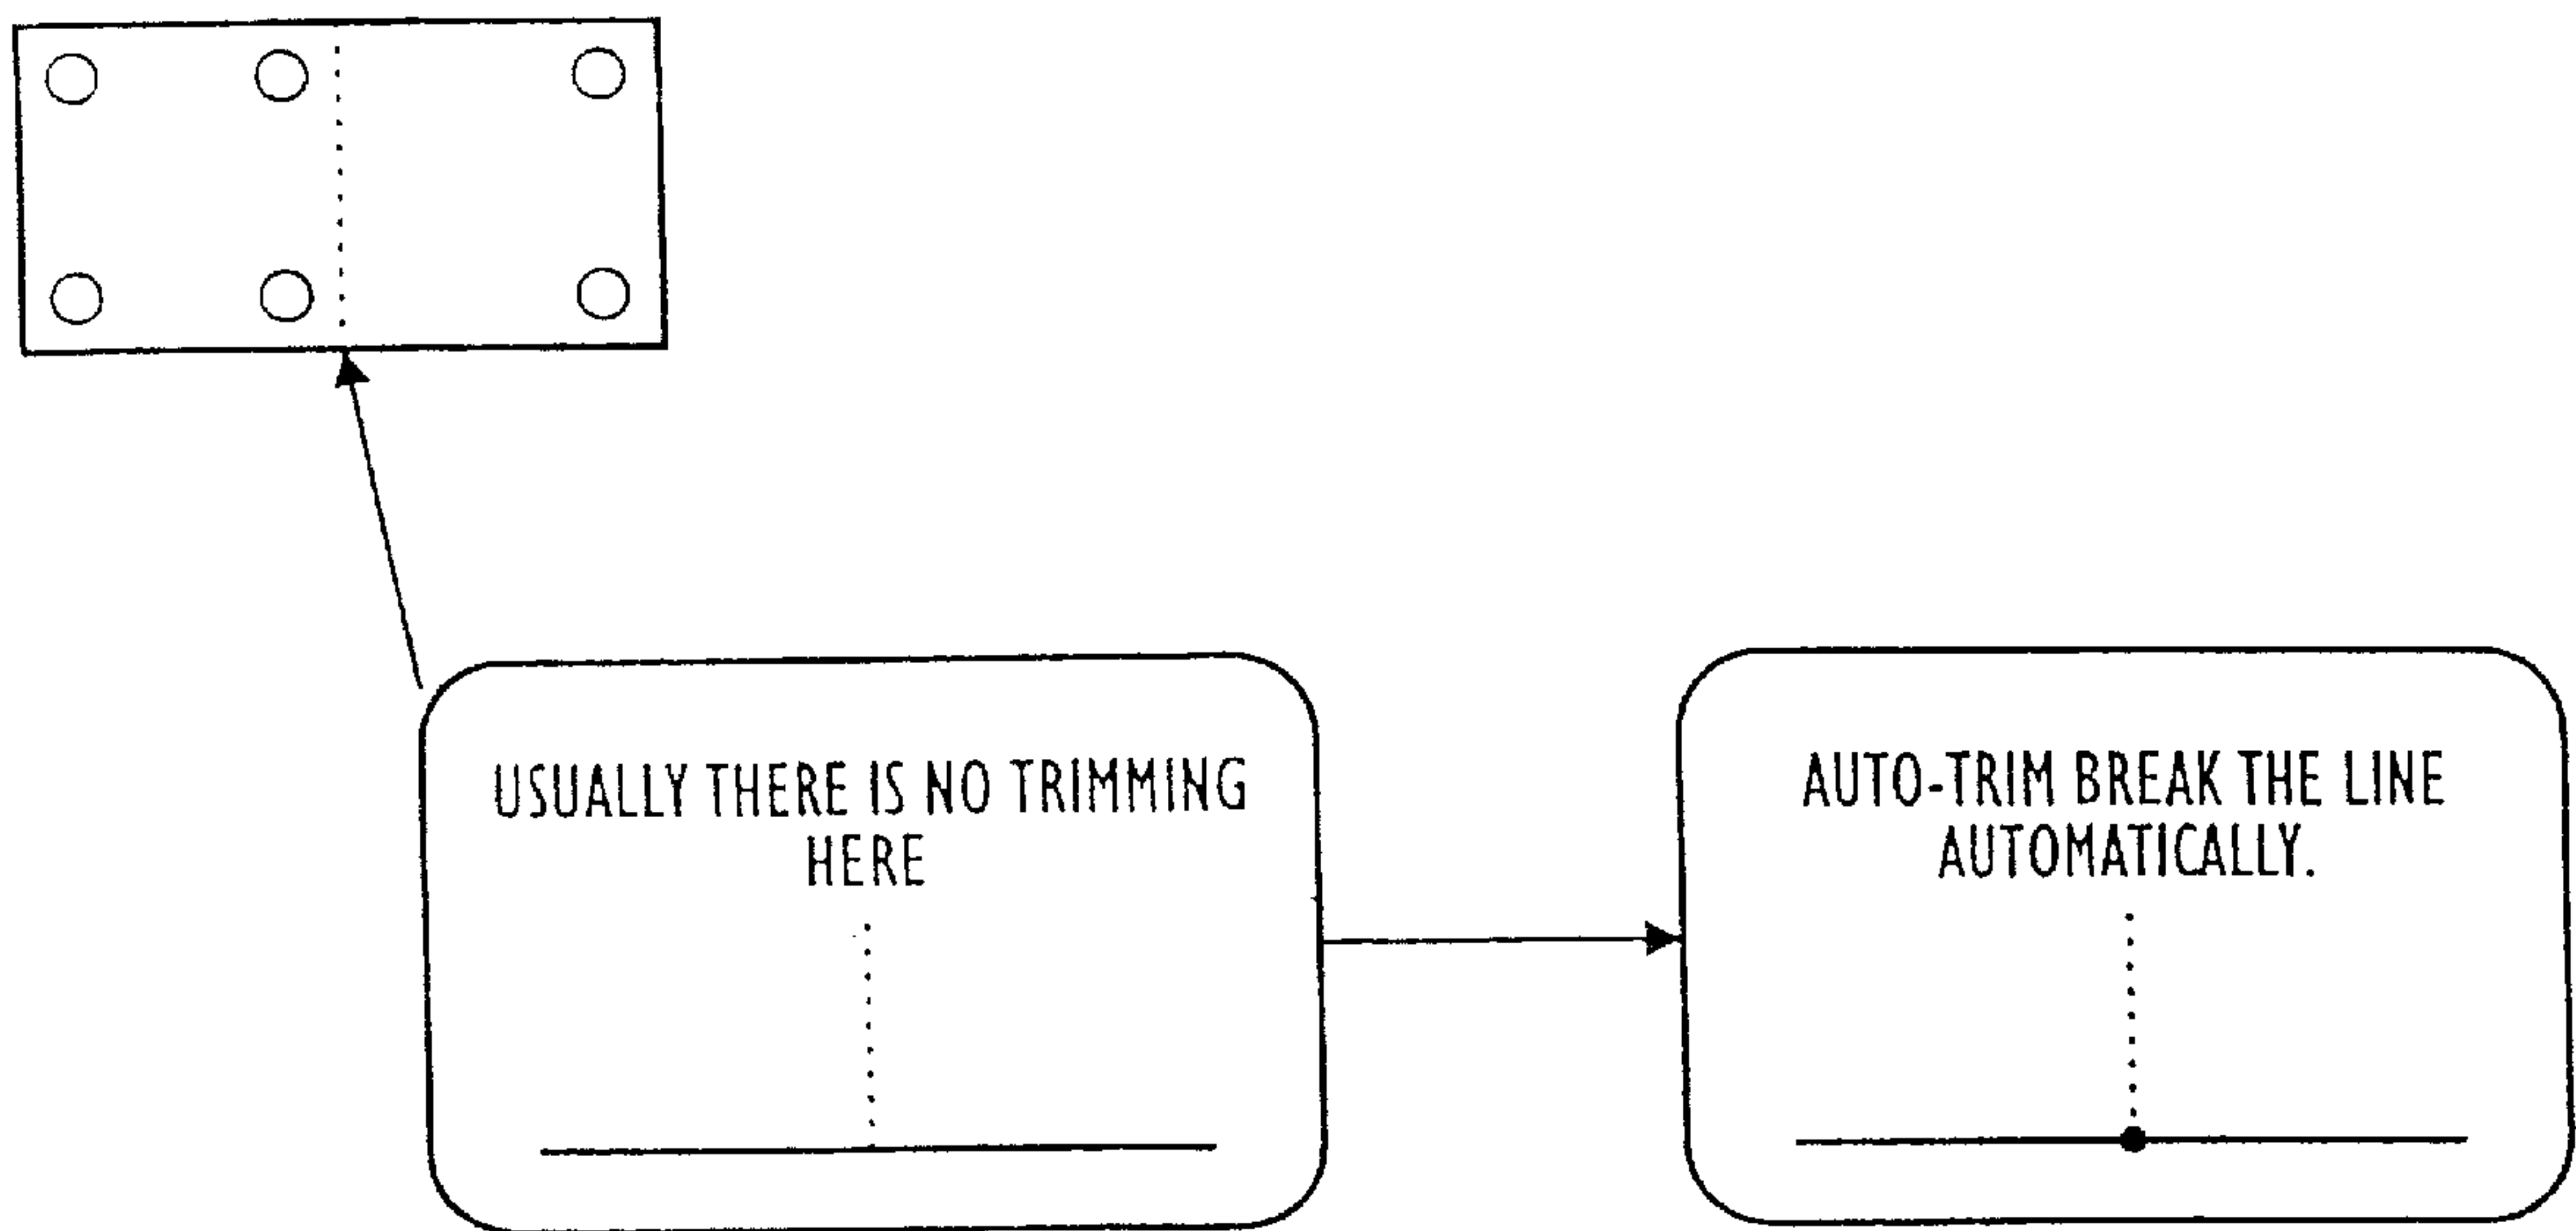 USUALLY THERE IS NO TRIMMING
HERE
AUTO-TRIM BREAK THE LINE
AUTOMATICALLY.